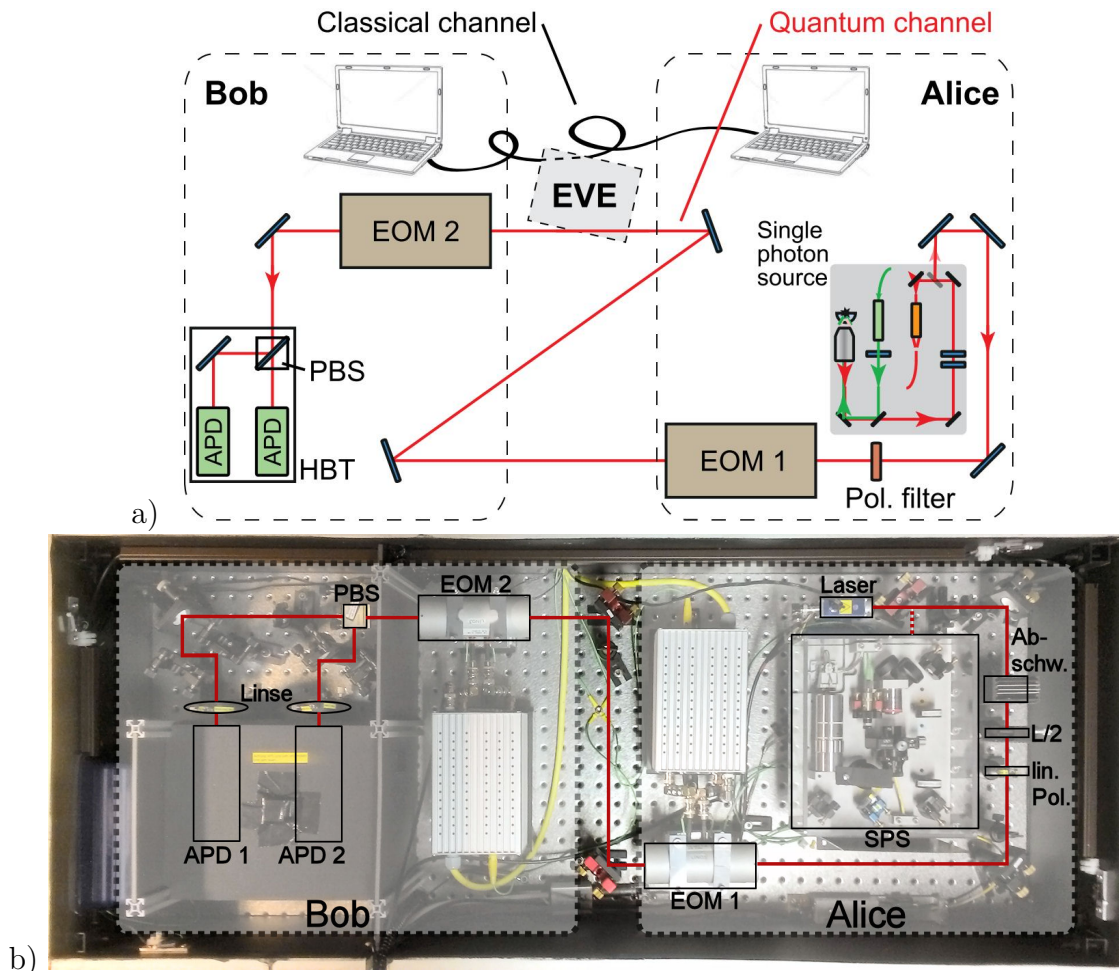 Classical channel
Quantum channel
Bob
Alice
EVE
EOM 2
Single
photon
source
PBS
APD
APD
HBT
EOM 1
Pol. filter
a)
EOM 2
PBS
Laser
Ab-
schw.
Linse
L/2
lin.
Pol.
APD 1
APD 2
SPS
EOM 1
Bob
Alice
b)